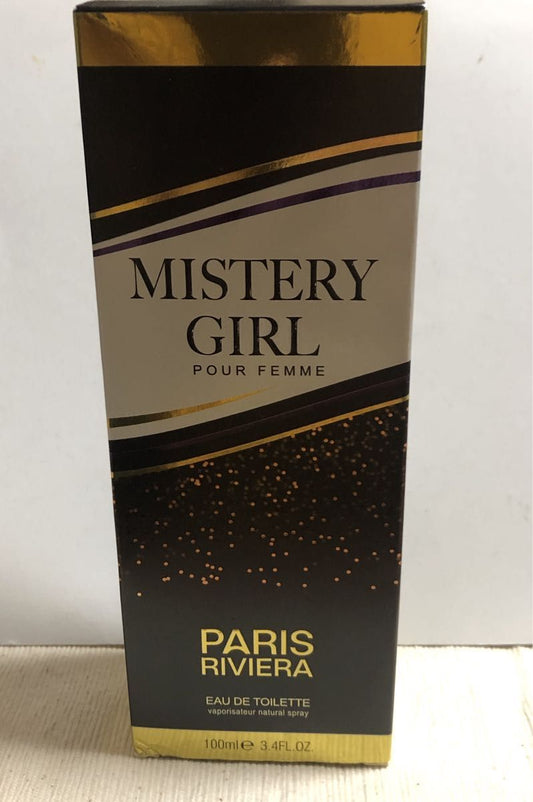 MISTERY
GIRL
POUR FEMME
PARIS
RIVIERA
EAU DE TOILETTE
vaporisateur natural spray
100ml℮ 3.4FL.OZ.